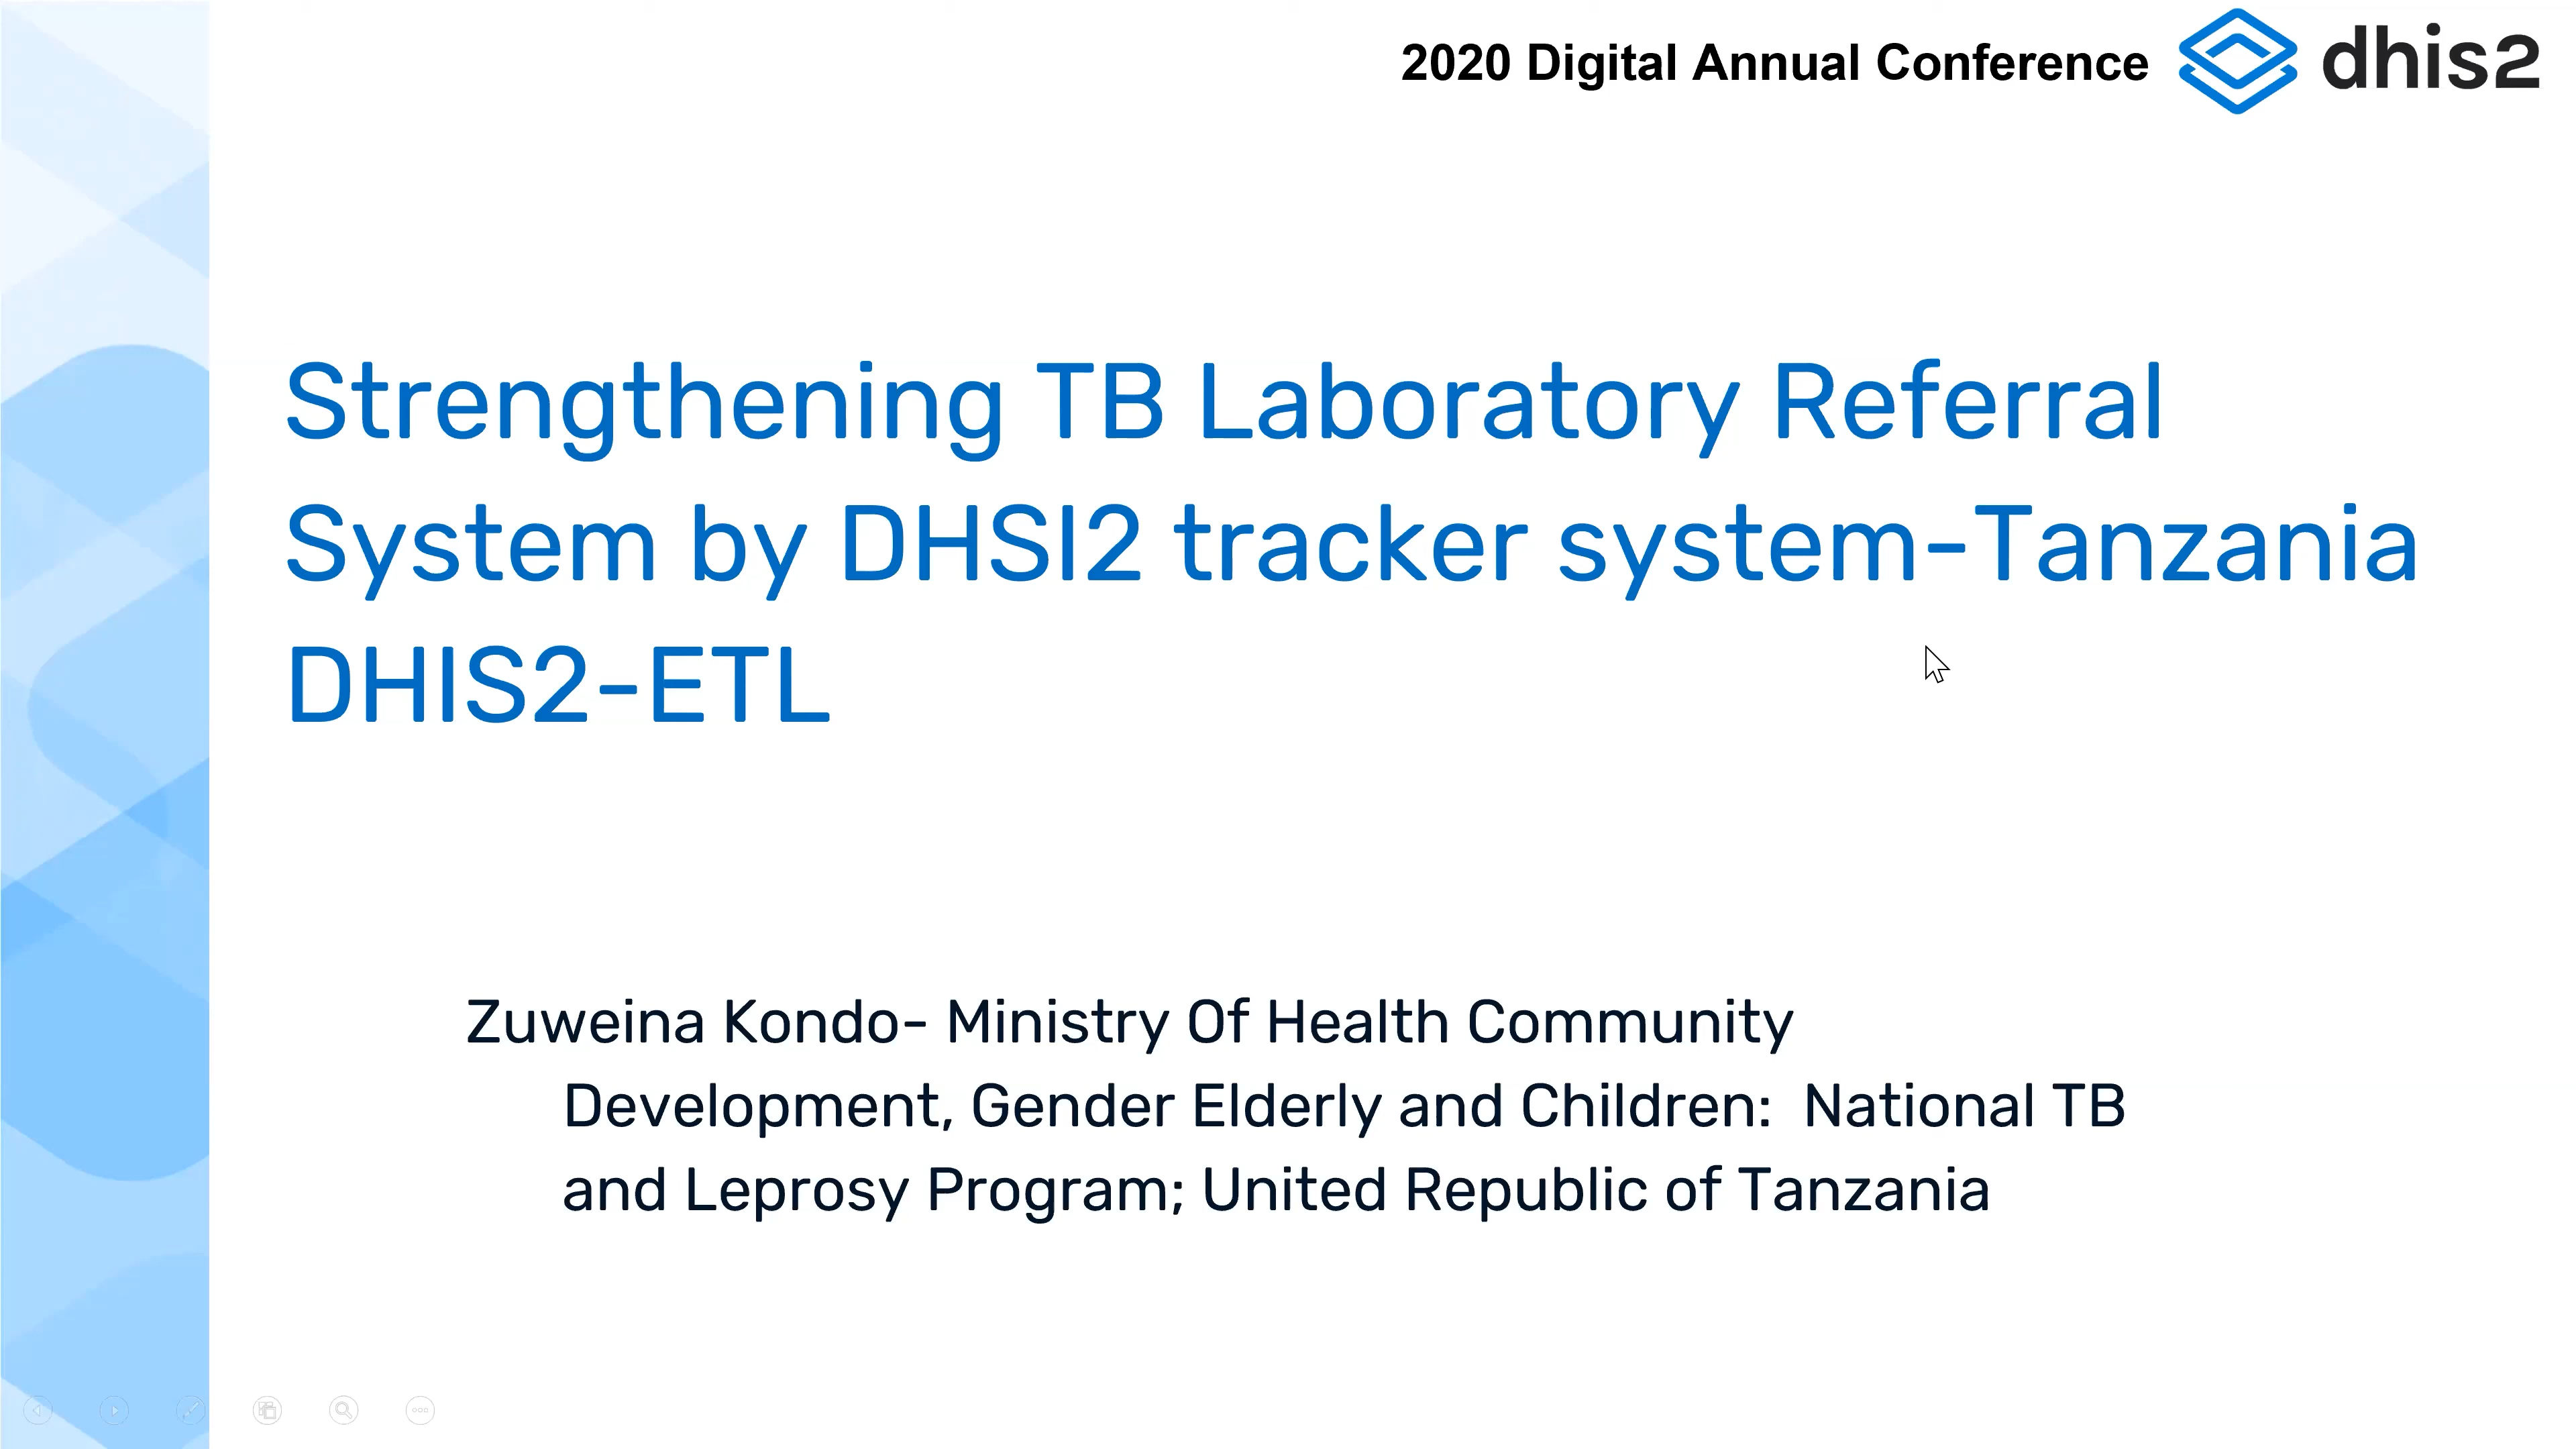 2020 Digital Annual Conference dhis2
Strengthening TB Laboratory Referral
System by DHSI2 tracker system-Tanzania
DHIS2-ETL
Zuweina Kondo- Ministry Of Health Community
Development, Gender Elderly and Children:  National TB
and Leprosy Program; United Republic of Tanzania